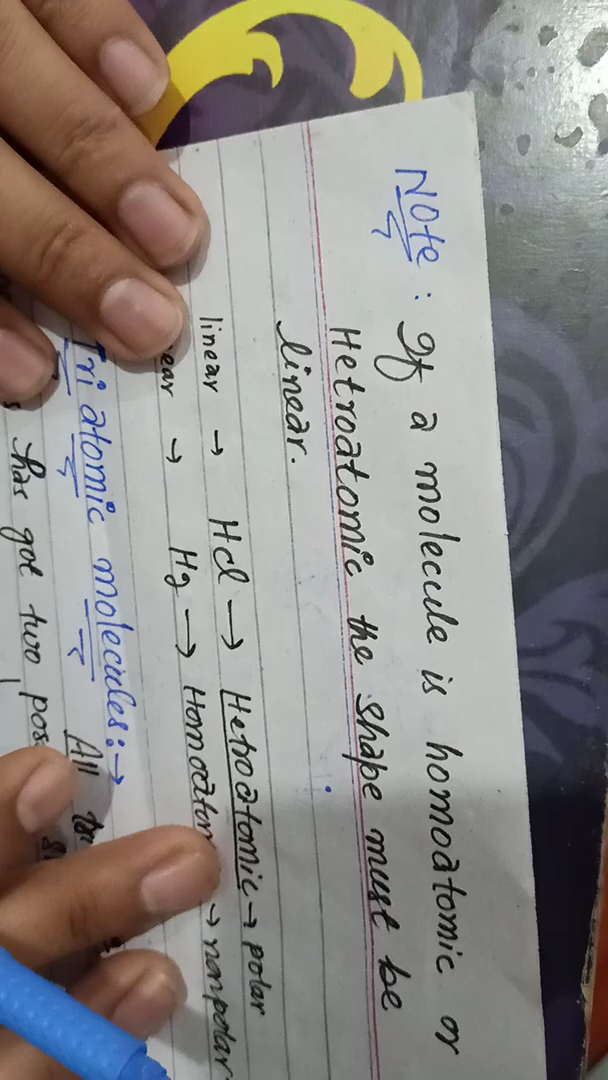 Note : If a molecule is homoatomic or
Hetroatomic the shape must be
linear.
linear → Hcl → Hetroatomic → polar
ear → H2 → Homoatom → nonpolar
Tri atomic molecules :→ All
has got two pos